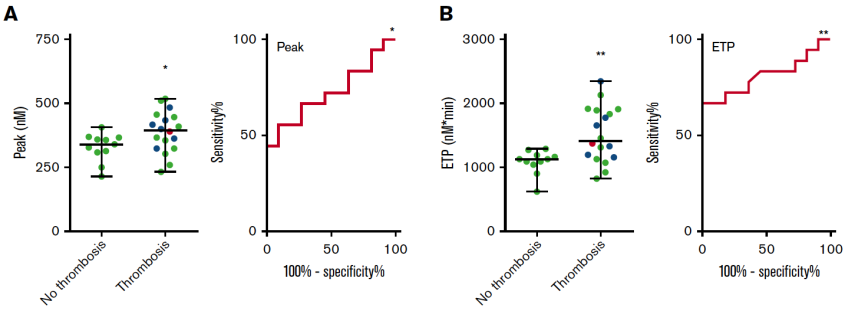 A
Peak (nM)
750
500
250
0
*
No thrombosis
Thrombosis
Sensitivity%
100
50
0
Peak
*
0
50
100
100% - specificity%
B
ETP (nM*min)
3000
2000
1000
0
**
No thrombosis
Thrombosis
Sensitivity%
100
50
0
ETP
**
0
50
100
100% - specificity%